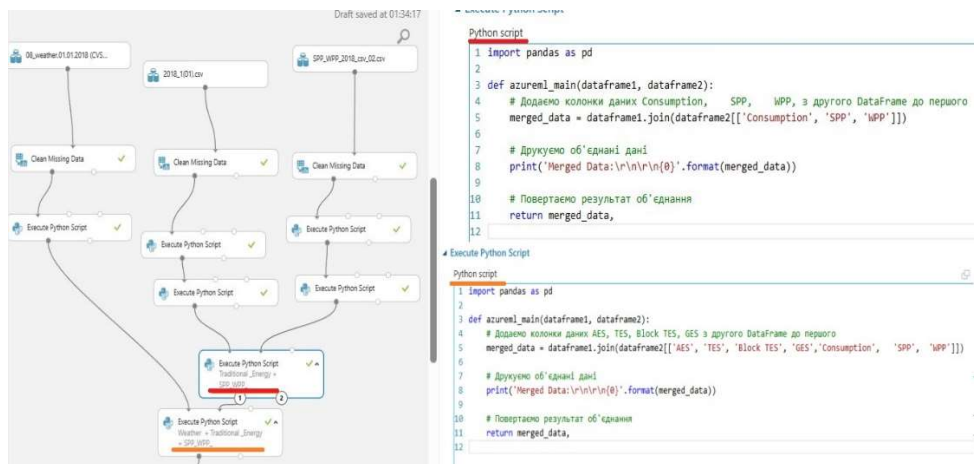 Draft saved at 01:34:17
08_weather.01.01.2018 (CVS...
2018_1(01).csv
SPP_WPP_2018_csv_02.csv
Clean Missing Data
Clean Missing Data
Clean Missing Data
Execute Python Script
Execute Python Script
Execute Python Script
Execute Python Script
Execute Python Script
Execute Python Script
Traditional _Energy +
SPP_WPP_
1 2
Execute Python Script
Weather + Traditional _Energy
+ SPP_WPP_
Execute Python Script
Python script
1 import pandas as pd
2
3 def azureml_main(dataframe1, dataframe2):
4 # Додаємо колонки даних Consumption, SPP, WPP, з другого DataFrame до першого
5 merged_data = dataframe1.join(dataframe2[['Consumption', 'SPP', 'WPP']])
6
7 # Друкуємо об'єднані дані
8 print('Merged Data:\r\n\r\n{0}'.format(merged_data))
9
10 # Повертаємо результат об'єднання
11 return merged_data,
12
Execute Python Script
Python script
1 import pandas as pd
2
3 def azureml_main(dataframe1, dataframe2):
4 # Додаємо колонки даних AES, TES, Block TES, GES з другого DataFrame до першого
5 merged_data = dataframe1.join(dataframe2[['AES', 'TES', 'Block TES', 'GES','Consumption', 'SPP', 'WPP']])
6
7 # Друкуємо об'єднані дані
8 print('Merged Data:\r\n\r\n{0}'.format(merged_data))
9
10 # Повертаємо результат об'єднання
11 return merged_data,
12